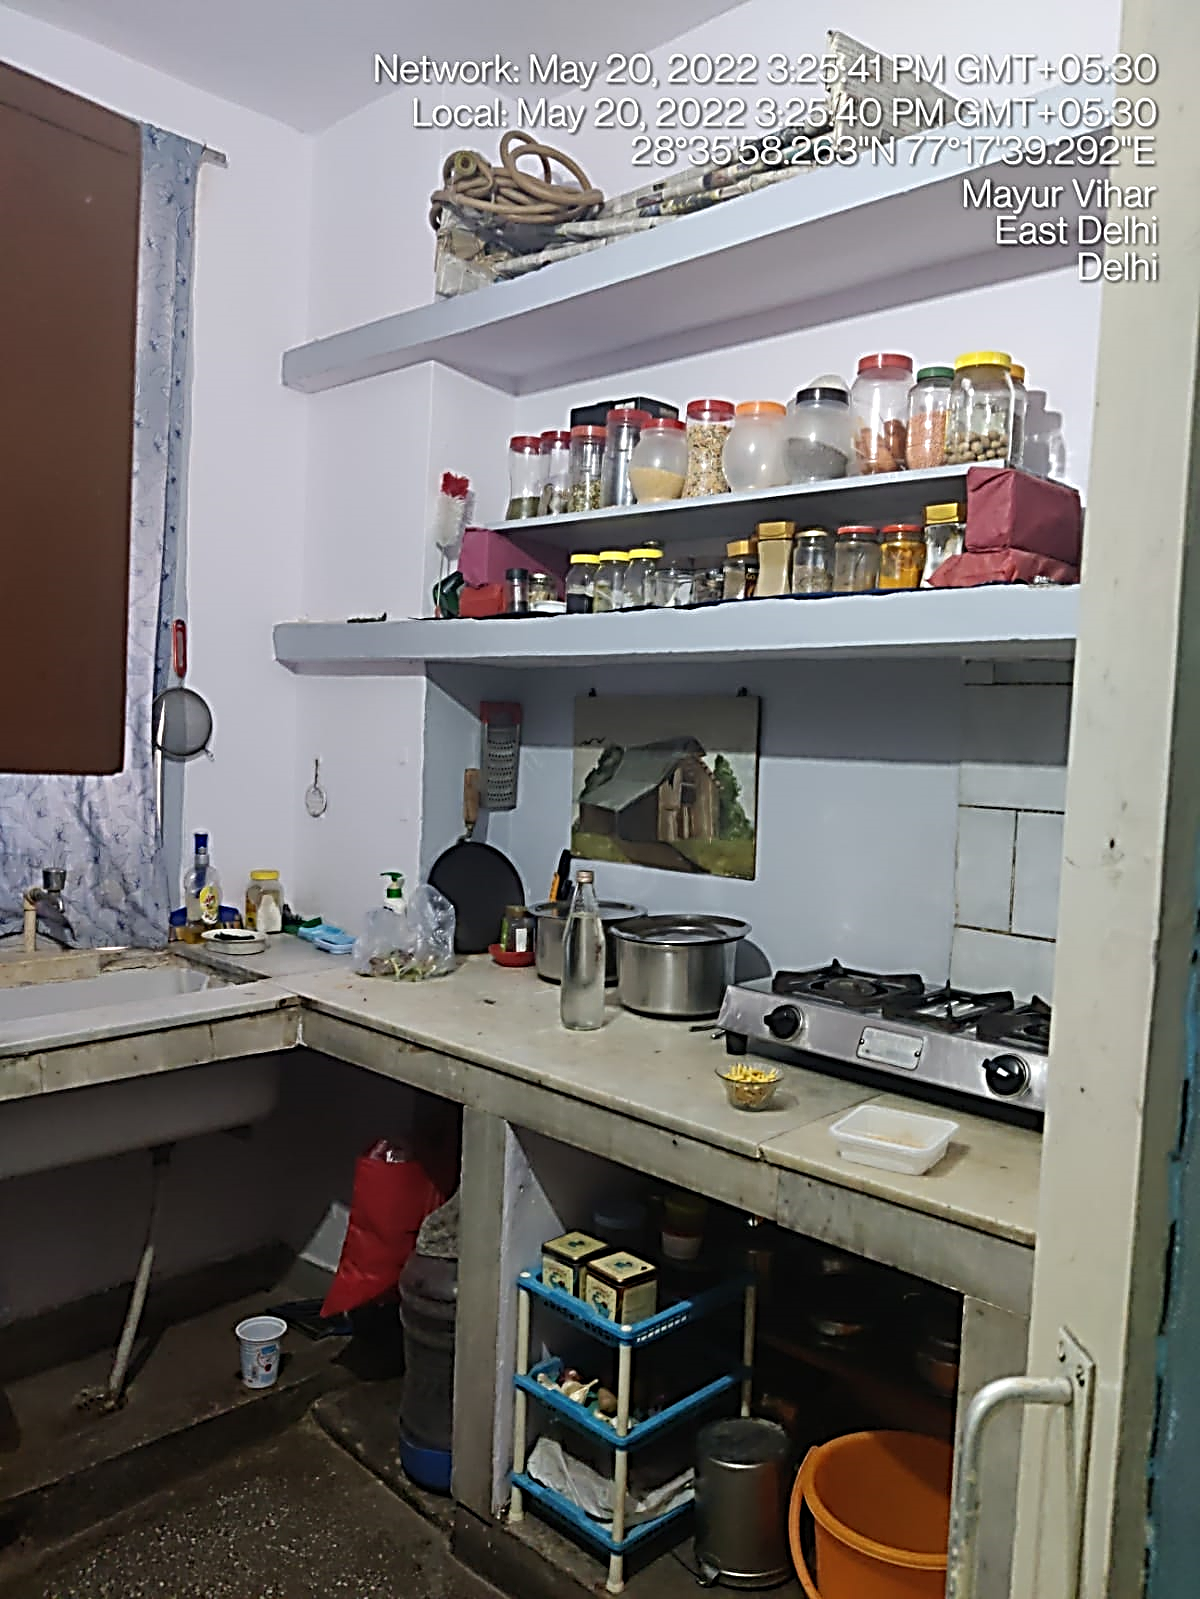 Network: May 20, 2022 3:25:41 PM GMT+05:30
Local: May 20, 2022 3:25:40 PM GMT+05:30
28°35'58.263"N 77°17'39.292"E
Mayur Vihar
East Delhi
Delhi